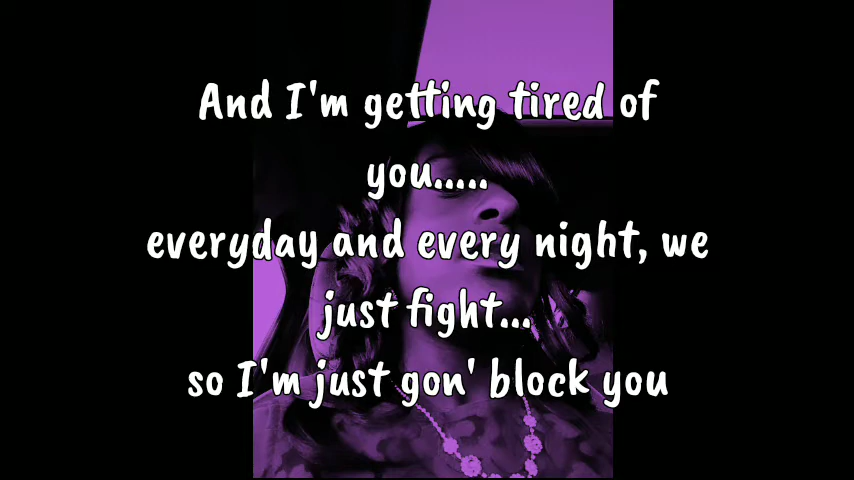 And I'm getting tired of
you.....
everyday and every night, we
just fight...
so I'm just gon' block you